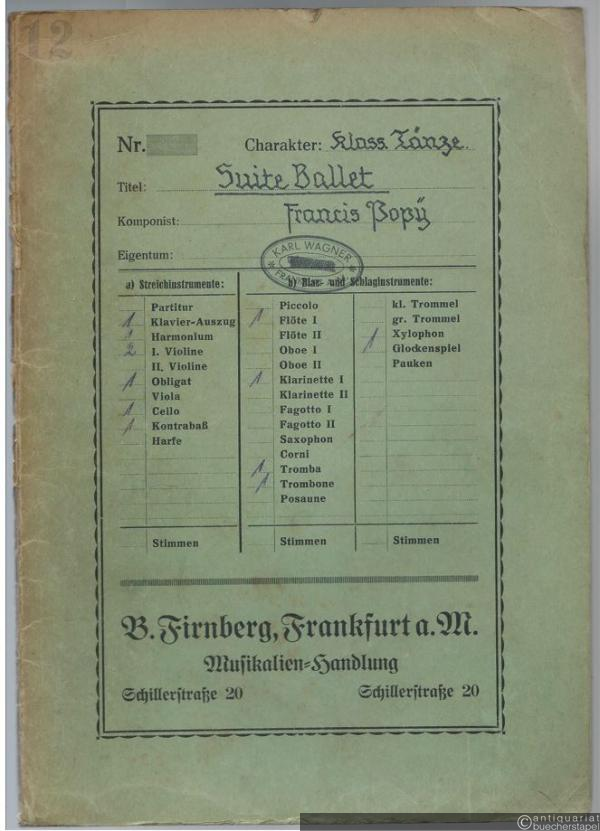 12
Nr. Charakter: Klass. Tänze.
Titel: Suite Ballet
Komponist: Francis Popÿ
Eigentum:
KARL WAGNER
a) Streichinstrumente:
Partitur
1 Klavier-Auszug
1 Harmonium
2 I. Violine
II. Violine
1 Obligat
Viola
1 Cello
1 Kontrabaß
Harfe
Stimmen
b) Blas- und Schlaginstrumente:
Piccolo
1 Flöte I
Flöte II
Oboe I
Oboe II
1 Klarinette I
Klarinette II
Fagotto I
Fagotto II
Saxophon
Corni
1 Tromba
1 Trombone
Posaune
Stimmen
kl. Trommel
gr. Trommel
1 Xylophon
Glockenspiel
Pauken
Stimmen
B. Firnberg, Frankfurt a. M.
Musikalien-Handlung
Schillerstraße 20 Schillerstraße 20
antiquariat
buecherstapel